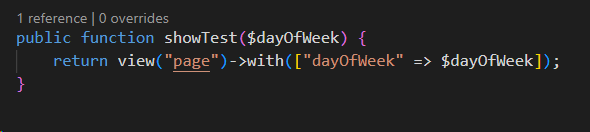 1 reference | 0 overrides
public function showTest($dayOfWeek) {
    return view("page")->with(["dayOfWeek" => $dayOfWeek]);
}